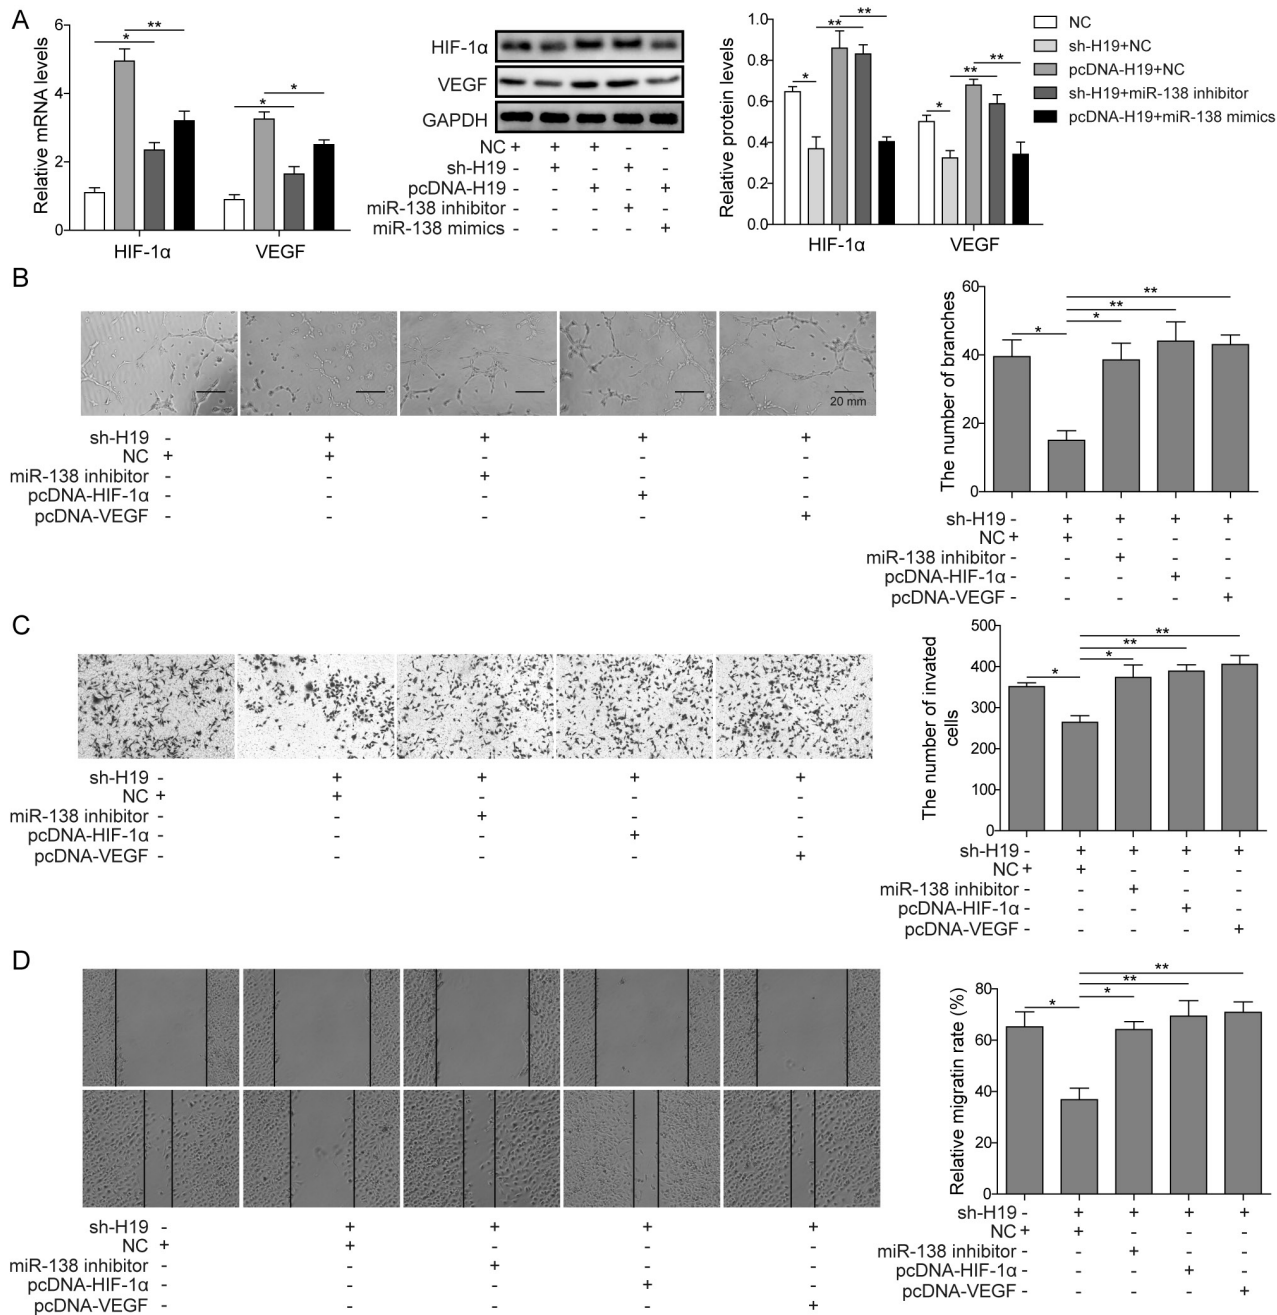 A
Relative mRNA levels
6
4
2
0
* ** * *
HIF-1α VEGF
HIF-1α
VEGF
GAPDH
NC + + + - -
sh-H19 - + - + -
pcDNA-H19 - - + - +
miR-138 inhibitor - - - + -
miR-138 mimics - - - - +
Relative protein levels
1.0
0.8
0.6
0.4
0.2
0.0
* ** ** * ** **
HIF-1α VEGF
NC
sh-H19+NC
pcDNA-H19+NC
sh-H19+miR-138 inhibitor
pcDNA-H19+miR-138 mimics
B
20 mm
sh-H19 - + + + +
NC + + - - -
miR-138 inhibitor - - + - -
pcDNA-HIF-1α - - - + -
pcDNA-VEGF - - - - +
The number of branches
60
40
20
0
* * ** **
sh-H19 - + + + +
NC + + - - -
miR-138 inhibitor - - + - -
pcDNA-HIF-1α - - - + -
pcDNA-VEGF - - - - +
C
sh-H19 - + + + +
NC + + - - -
miR-138 inhibitor - - + - -
pcDNA-HIF-1α - - - + -
pcDNA-VEGF - - - - +
The number of invated
cells
500
400
300
200
100
0
* * ** **
sh-H19 - + + + +
NC + + - - -
miR-138 inhibitor - - + - -
pcDNA-HIF-1α - - - + -
pcDNA-VEGF - - - - +
D
sh-H19 - + + + +
NC + + - - -
miR-138 inhibitor - - + - -
pcDNA-HIF-1α - - - + -
pcDNA-VEGF - - - - +
Relative migratin rate (%)
80
60
40
20
0
* * ** **
sh-H19 - + + + +
NC + + - - -
miR-138 inhibitor - - + - -
pcDNA-HIF-1α - - - + -
pcDNA-VEGF - - - - +